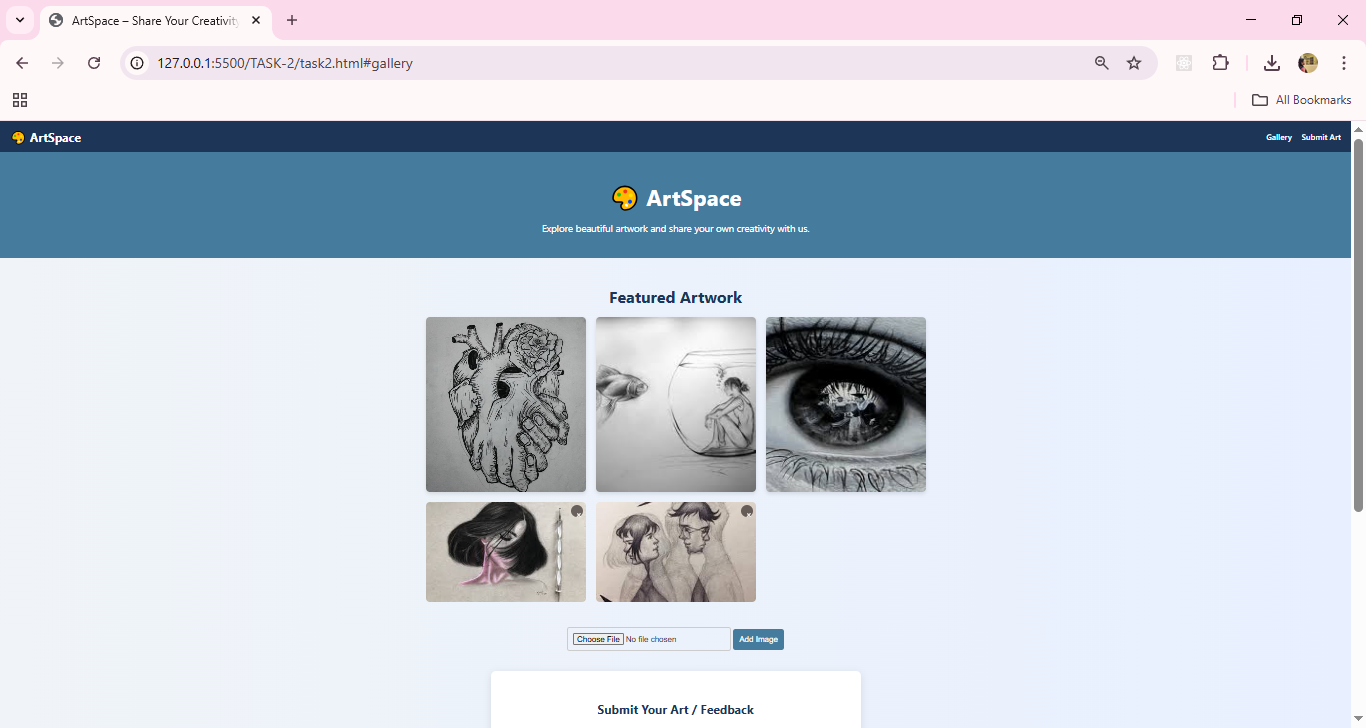 ArtSpace – Share Your Creativity
127.0.0.1:5500/TASK-2/task2.html#gallery
All Bookmarks
ArtSpace
Gallery Submit Art
ArtSpace
Explore beautiful artwork and share your own creativity with us.
Featured Artwork
Choose File No file chosen Add Image
Submit Your Art / Feedback